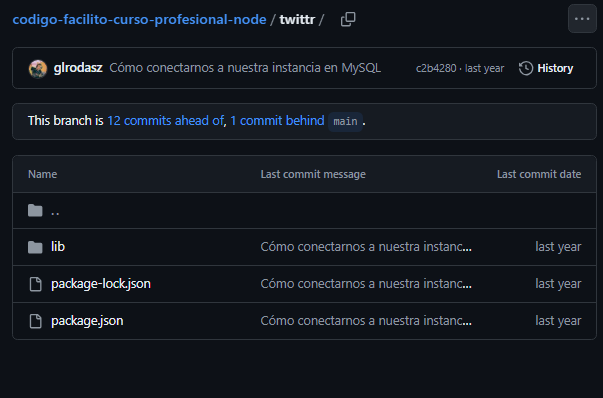 codigo-facilito-curso-profesional-node / twittr /
glrodasz Cómo conectarnos a nuestra instancia en MySQL c2b4280 · last year History
This branch is 12 commits ahead of, 1 commit behind main.
Name Last commit message Last commit date
..
lib Cómo conectarnos a nuestra instanc... last year
package-lock.json Cómo conectarnos a nuestra instanc... last year
package.json Cómo conectarnos a nuestra instanc... last year